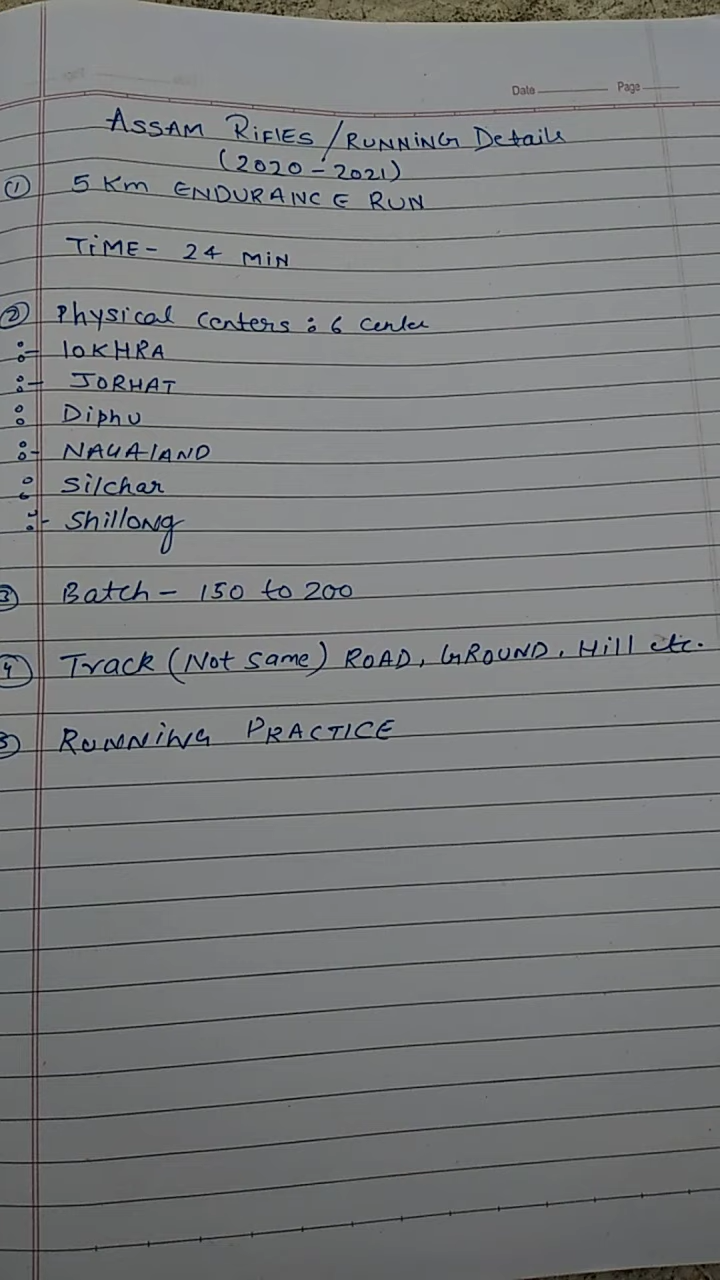 Date Page
ASSAM RIFlES / RUNNiNG Details
(2020-2021)
① 5 Km ENDURANCE RUN
TiME - 24 MiN
② Physical Centers : 6 Center
:- lOKHRA
:- JORHAT
: Diphu
:- NAGAlAND
: Silchar
:- Shillong
③ Batch - 150 to 200
④ Track (Not Same) ROAD, GROUND, Hill etc.
⑤ RUNNiNG PRACTICE